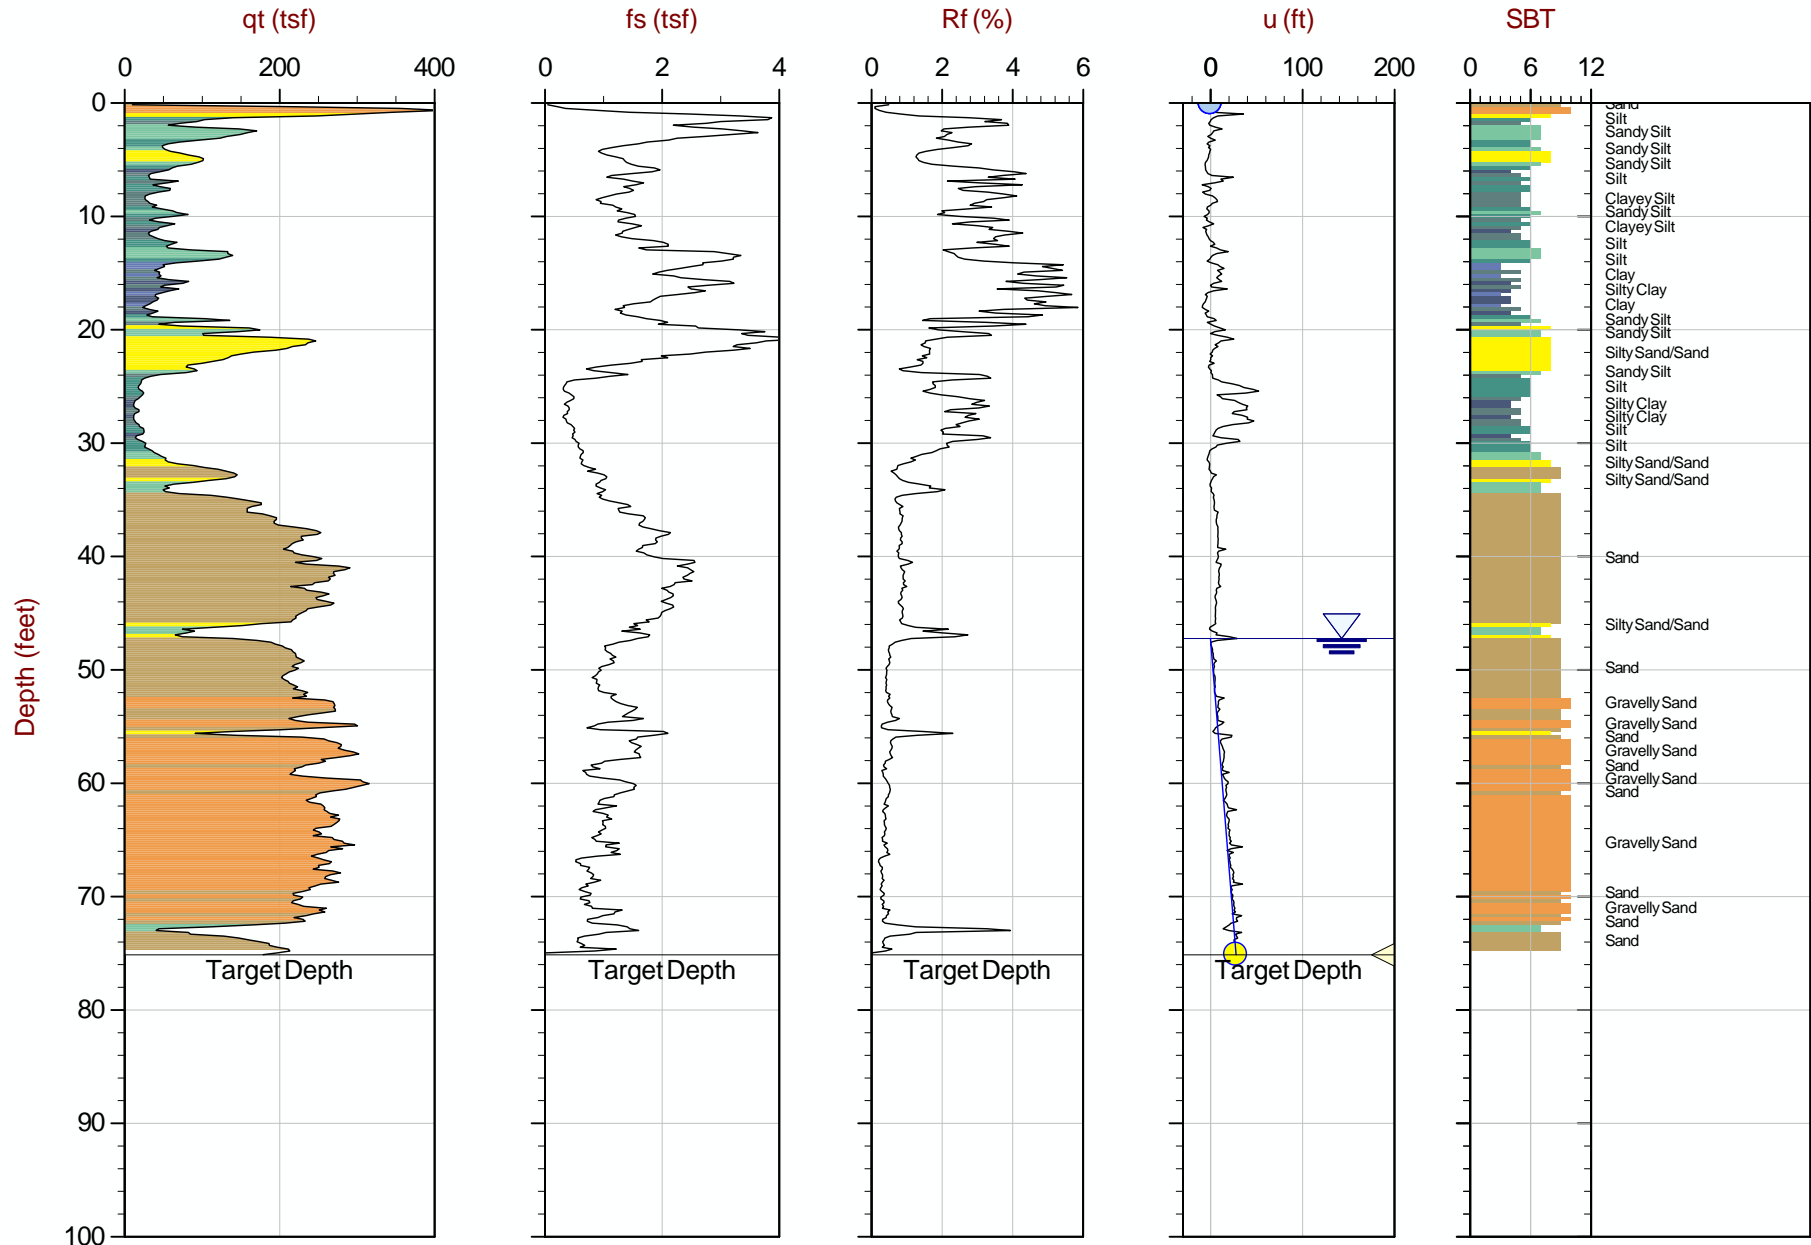 qt (tsf) fs (tsf) Rf (%) u (ft) SBT
0 200 400 0 2 4 0 2 4 6 0 0 100 200 0 6 12
0
10
20
30
40
50
60
70
80
90
100
Depth (feet)
Sand
Silt
Sandy Silt
Sandy Silt
Sandy Silt
Silt
Clayey Silt
Sandy Silt
Clayey Silt
Silt
Silt
Clay
Silty Clay
Clay
Sandy Silt
Sandy Silt
Silty Sand/Sand
Sandy Silt
Silt
Silty Clay
Silty Clay
Silt
Silt
Silty Sand/Sand
Silty Sand/Sand
Sand
Silty Sand/Sand
Sand
Gravelly Sand
Gravelly Sand
Sand
Gravelly Sand
Sand
Gravelly Sand
Sand
Gravelly Sand
Sand
Gravelly Sand
Sand
Sand
Target Depth Target Depth Target Depth Target Depth